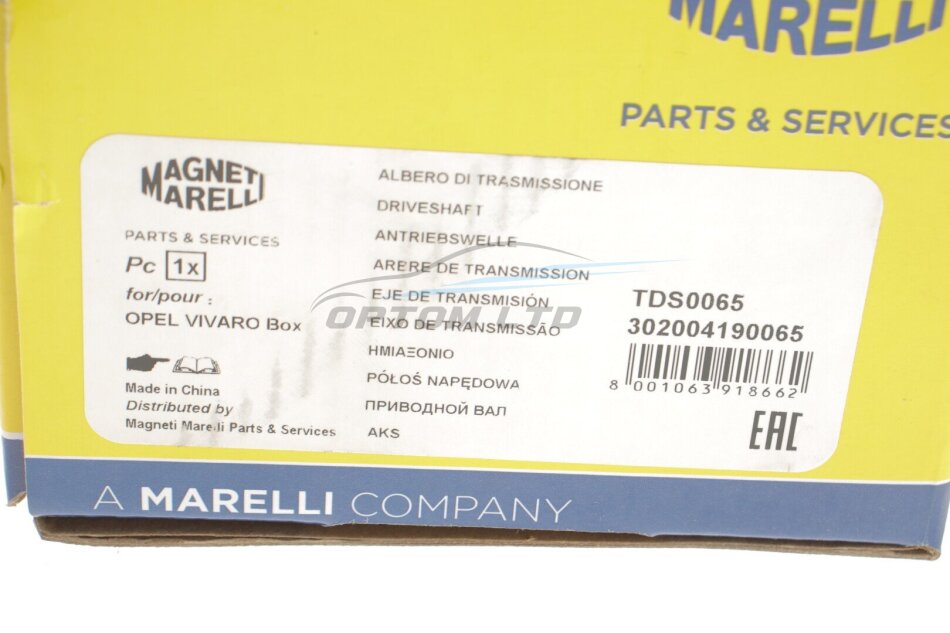 MARELLI
PARTS & SERVICES
MAGNETI
MARELLI
PARTS & SERVICES
Pc 1x
for/pour :
OPEL VIVARO Box
Made in China
Distributed by
Magneti Marelli Parts & Services
ALBERO DI TRASMISSIONE
DRIVESHAFT
ANTRIEBSWELLE
ARBRE DE TRANSMISSION
EJE DE TRANSMISIÓN
EIXO DE TRANSMISSÃO
ΗΜΙΑΞΟΝΙΟ
PÓŁOŚ NAPĘDOWA
ПРИВОДНОЙ ВАЛ
AKS
OPTOM LTD
TDS0065
302004190065
8 001063 918662
EAC
A MARELLI COMPANY